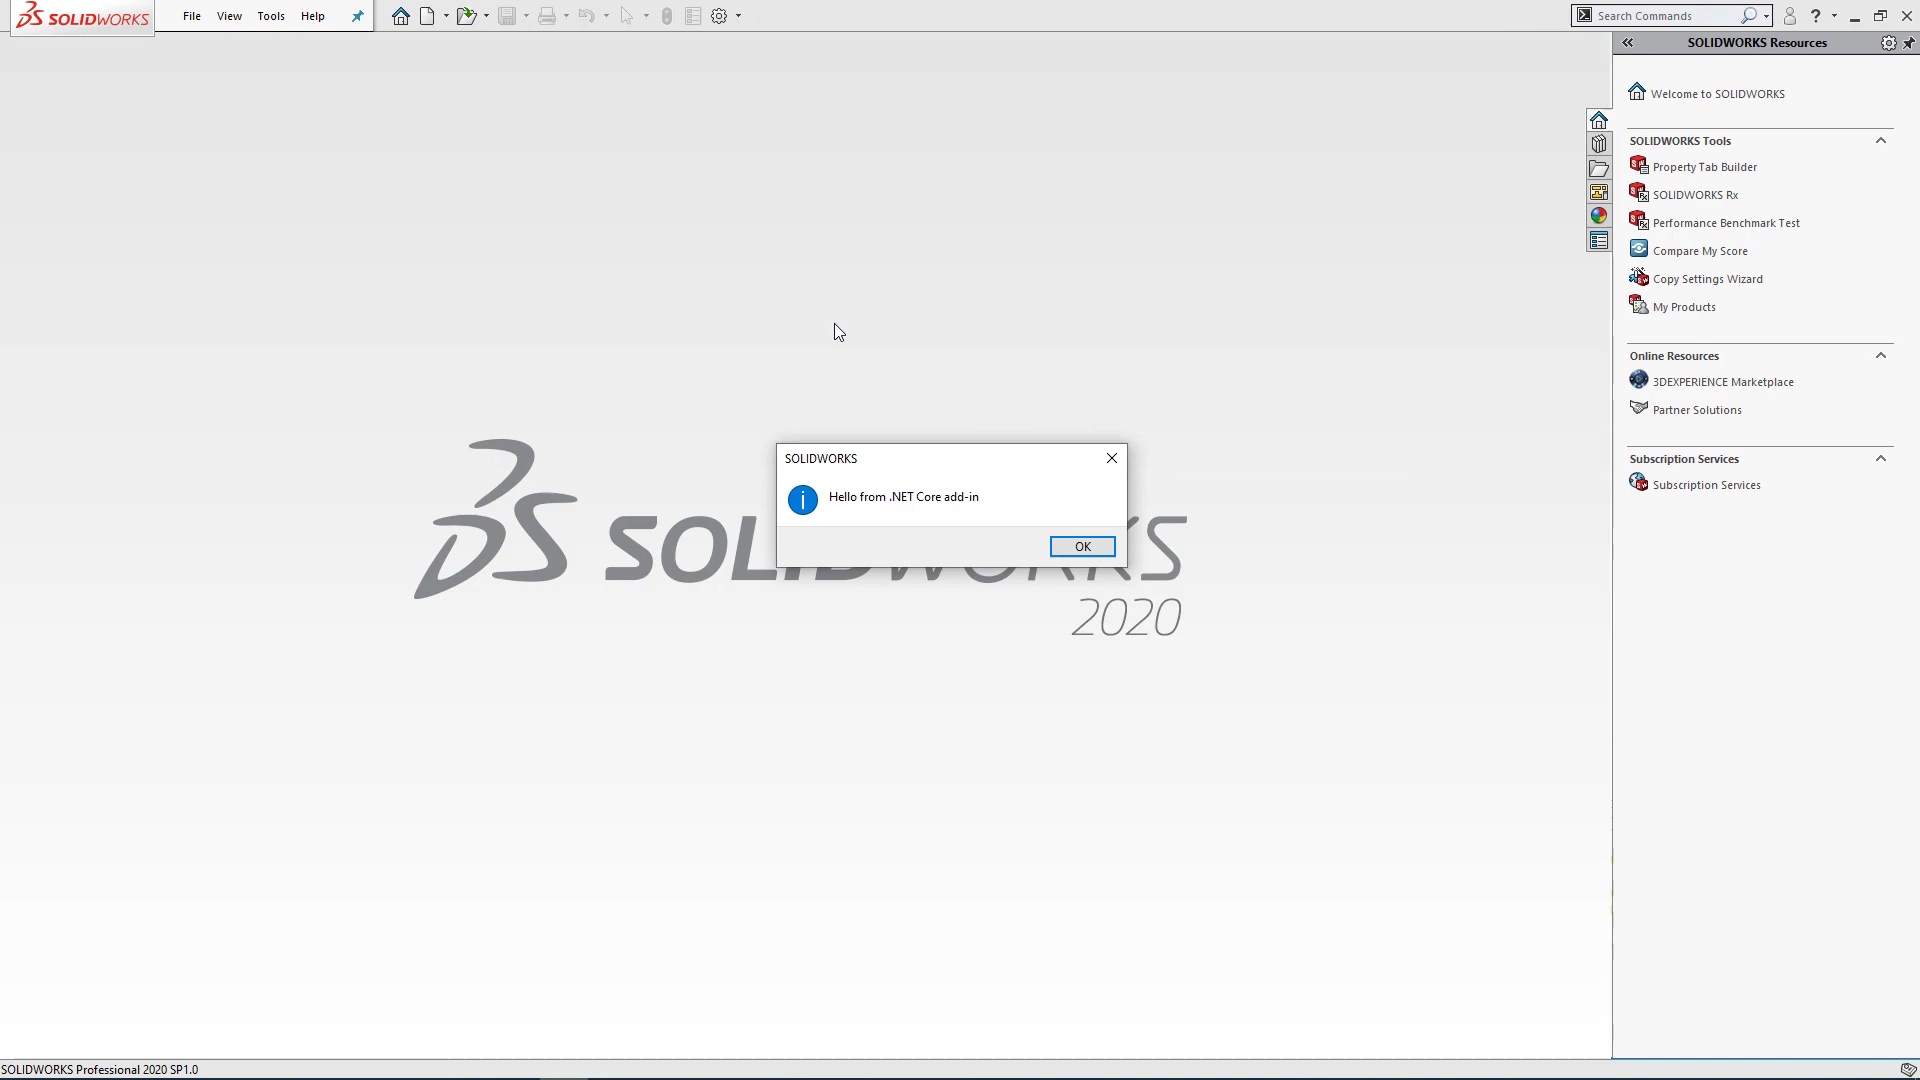 SOLIDWORKS
File View Tools Help
Search Commands
SOLIDWORKS Resources
Welcome to SOLIDWORKS
SOLIDWORKS Tools
Property Tab Builder
SOLIDWORKS Rx
Performance Benchmark Test
Compare My Score
Copy Settings Wizard
My Products
Online Resources
3DEXPERIENCE Marketplace
Partner Solutions
Subscription Services
Subscription Services
SOLIDWORKS
Hello from .NET Core add-in
OK
SOLIDWORKS
2020
SOLIDWORKS Professional 2020 SP1.0